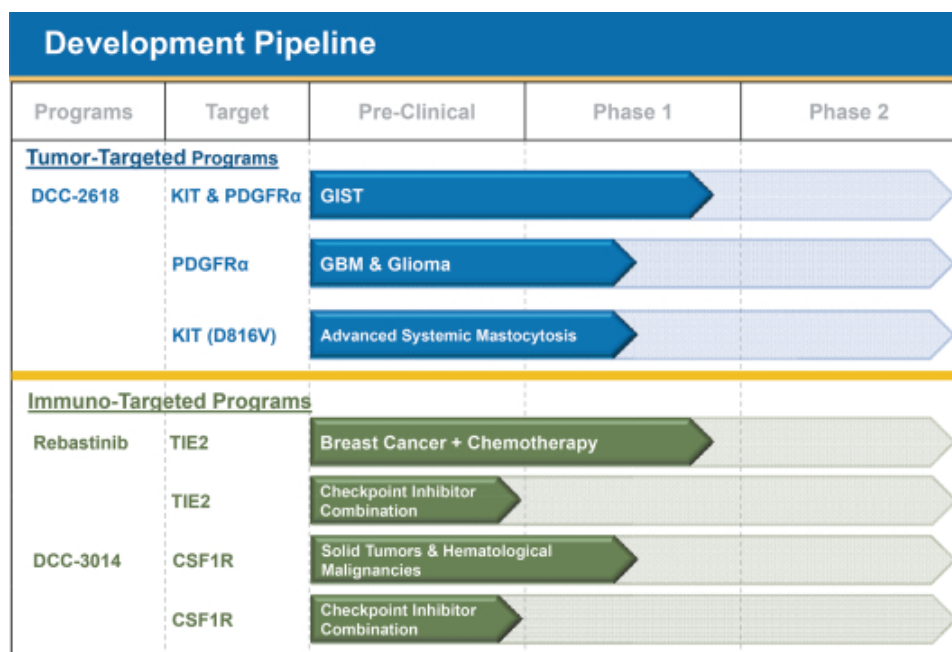 Development Pipeline
Programs Target Pre-Clinical Phase 1 Phase 2
Tumor-Targeted Programs
DCC-2618 KIT & PDGFRα GIST
PDGFRα GBM & Glioma
KIT (D816V) Advanced Systemic Mastocytosis
Immuno-Targeted Programs
Rebastinib TIE2 Breast Cancer + Chemotherapy
TIE2 Checkpoint Inhibitor
Combination
DCC-3014 CSF1R Solid Tumors & Hematological
Malignancies
CSF1R Checkpoint Inhibitor
Combination